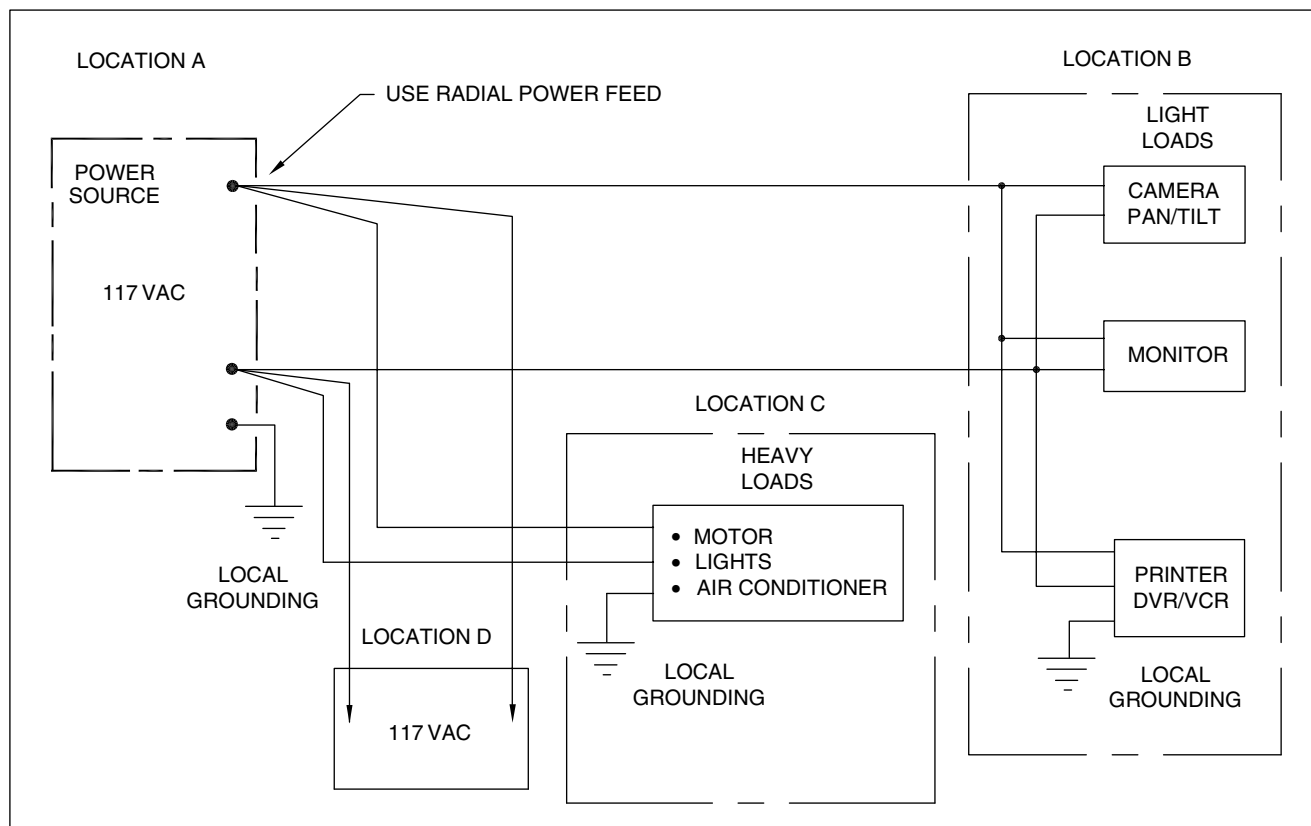 LOCATION A
LOCATION B
USE RADIAL POWER FEED
LIGHT
LOADS
POWER
SOURCE
CAMERA
PAN/TILT
117 VAC
MONITOR
LOCATION C
HEAVY
LOADS
• MOTOR
• LIGHTS
• AIR CONDITIONER
PRINTER
DVR/VCR
LOCAL
GROUNDING
LOCATION D
LOCAL
GROUNDING
LOCAL
GROUNDING
117 VAC